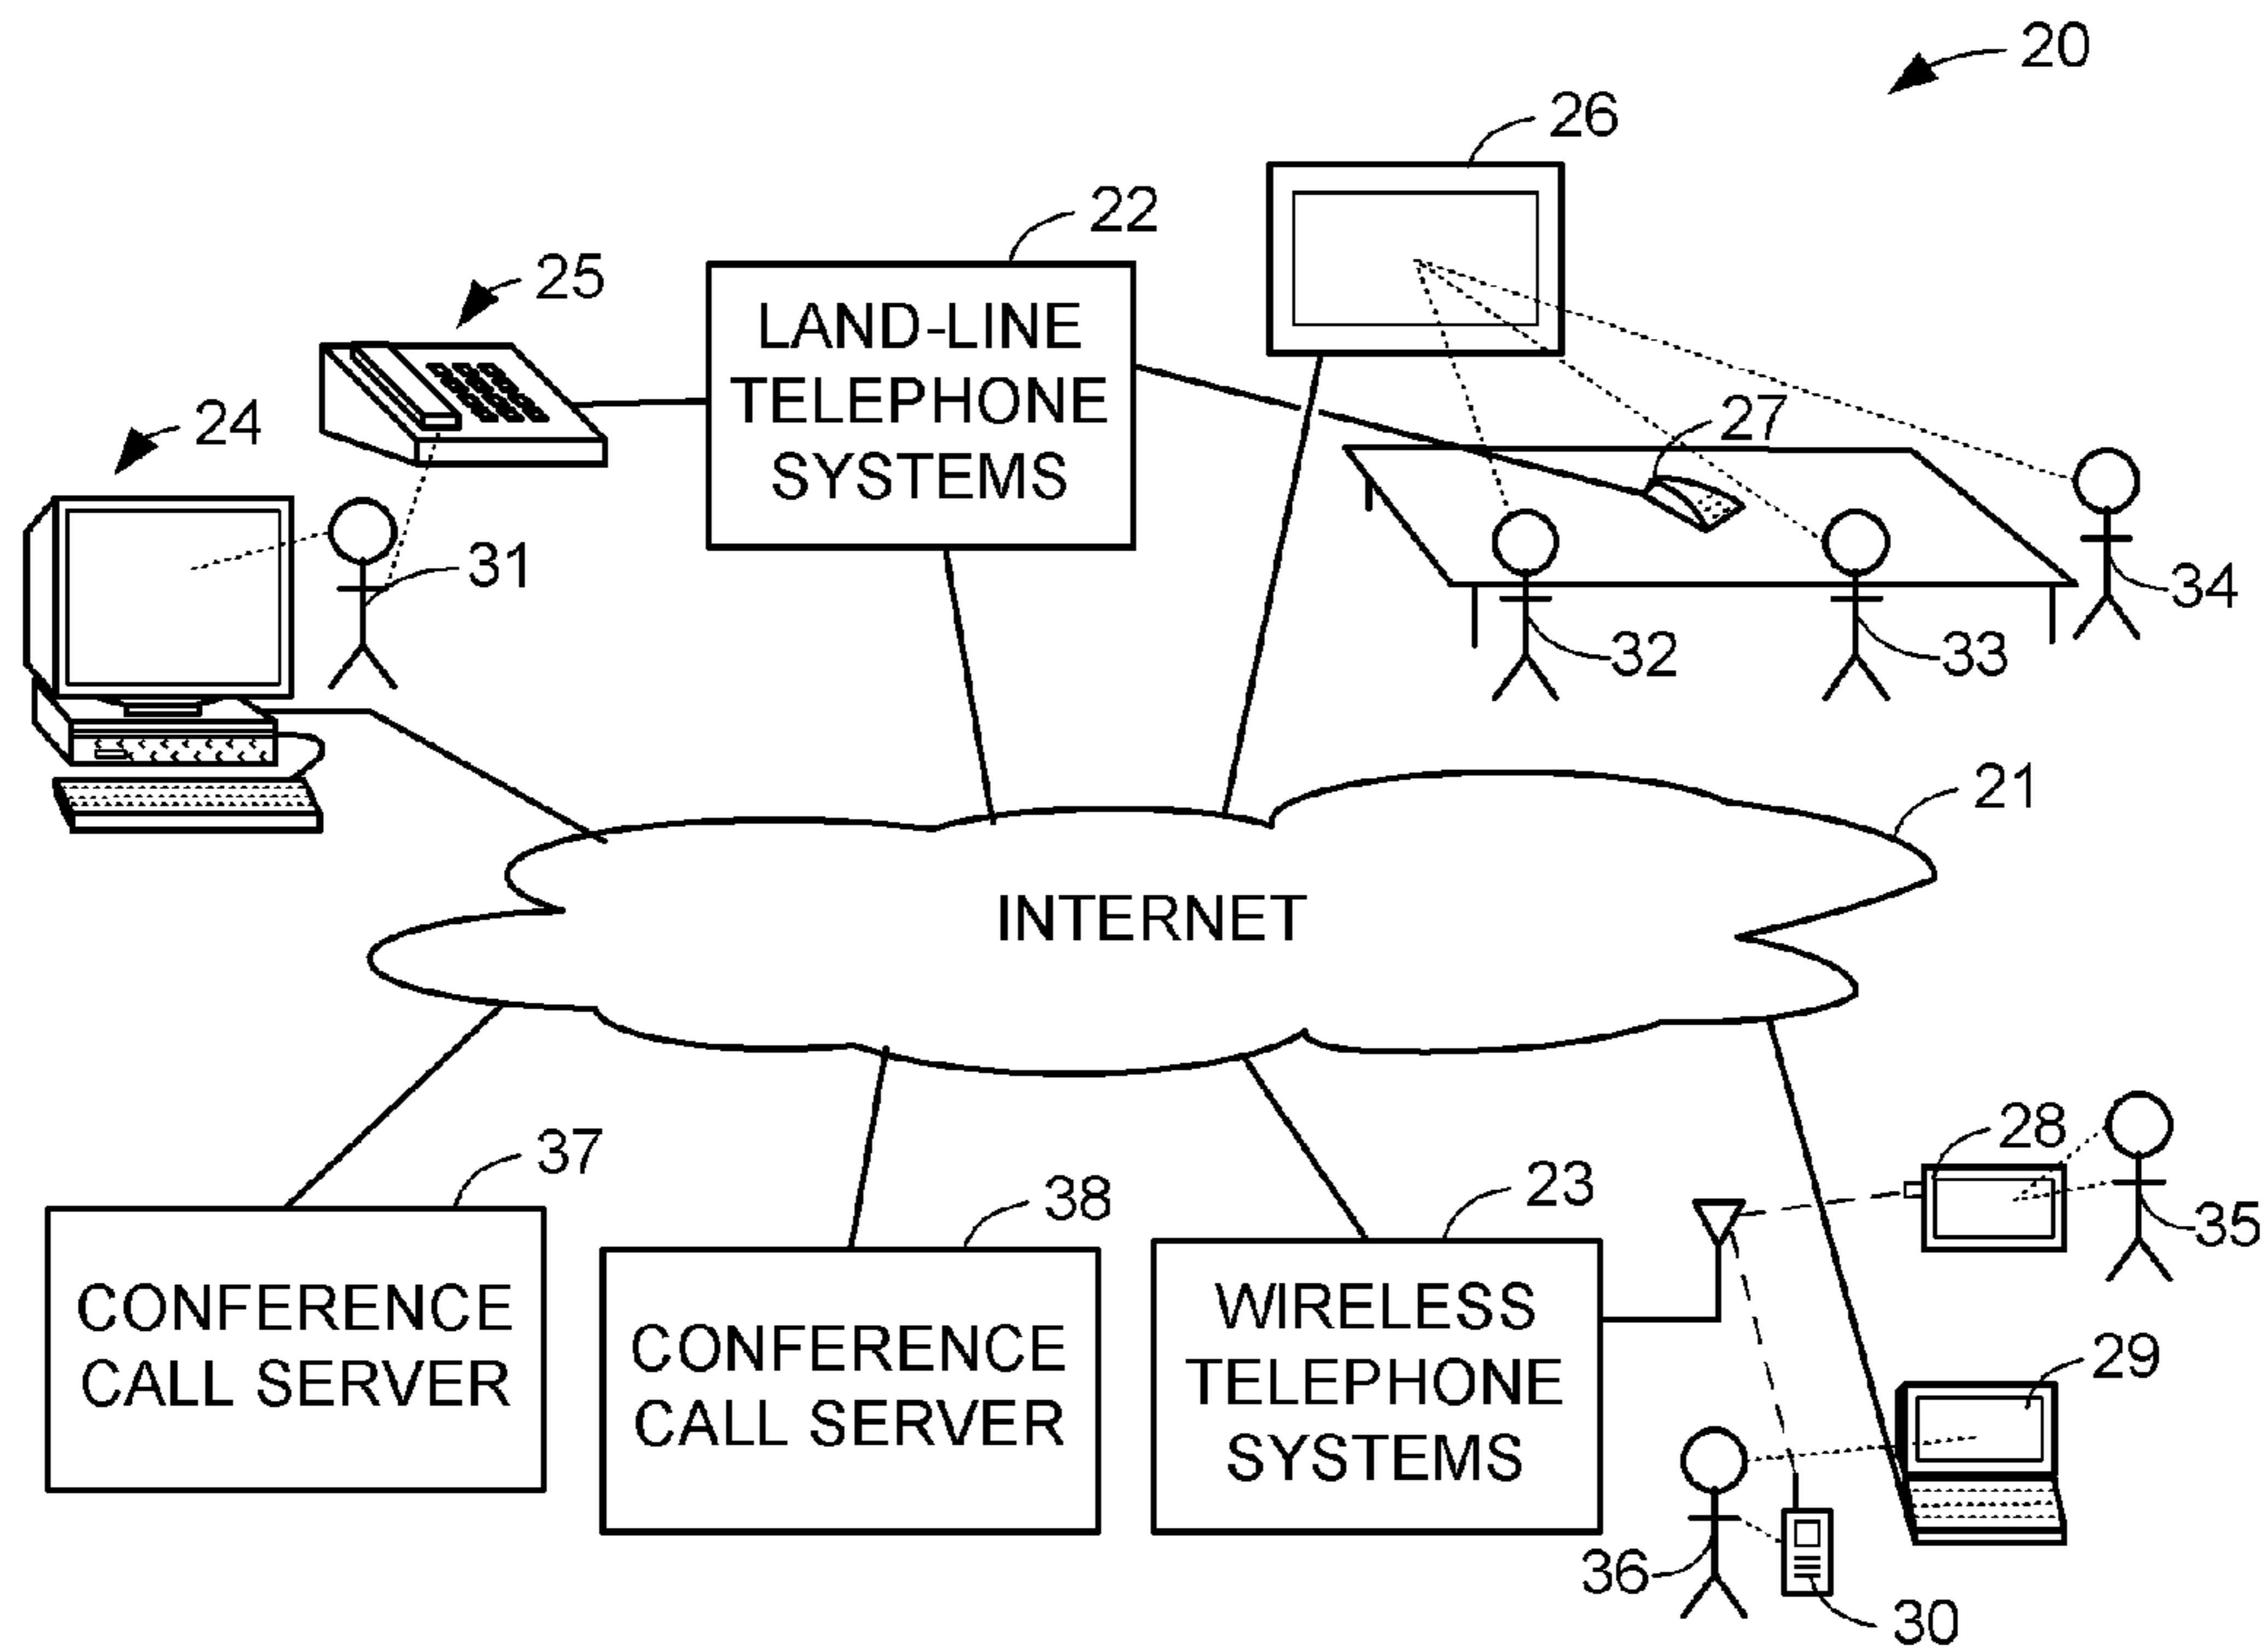 20
26
22
25
LAND-LINE
TELEPHONE
SYSTEMS
24
27
31
34
32
33
21
INTERNET
28
37
38
23
35
CONFERENCE
CALL SERVER
CONFERENCE
CALL SERVER
WIRELESS
TELEPHONE
SYSTEMS
29
36
30